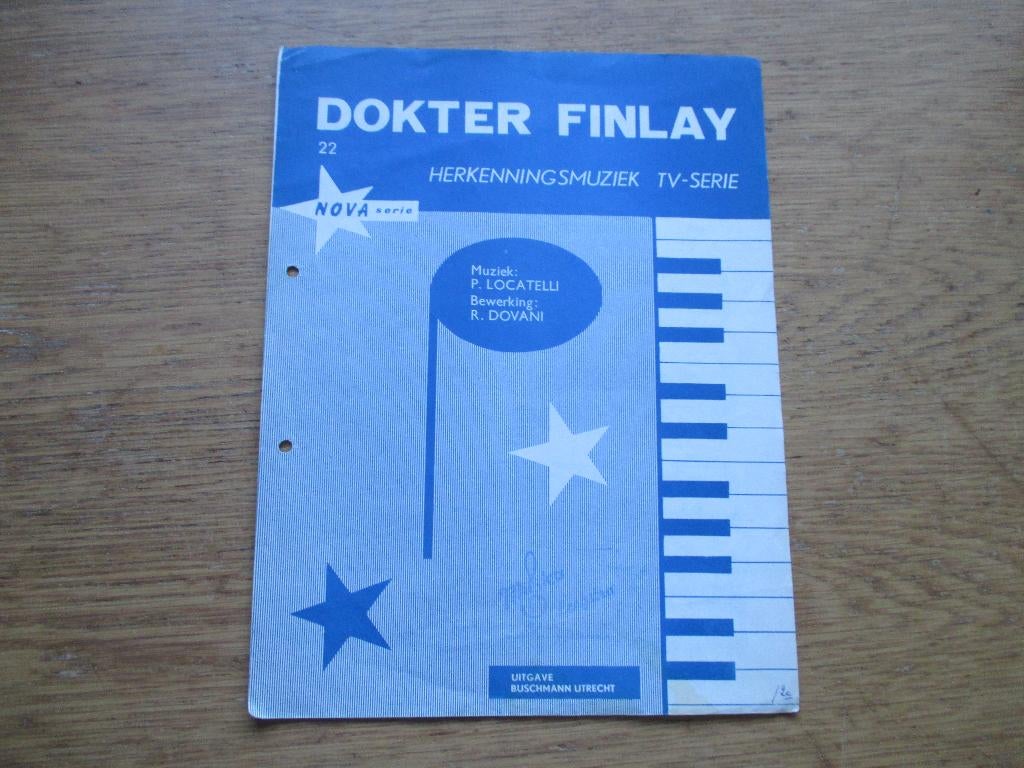 DOKTER FINLAY
22
HERKENNINGSMUZIEK TV-SERIE
NOVA serie
Muziek:
P. LOCATELLI
Bewerking:
R. DOVANI
UITGAVE
BUSCHMANN UTRECHT